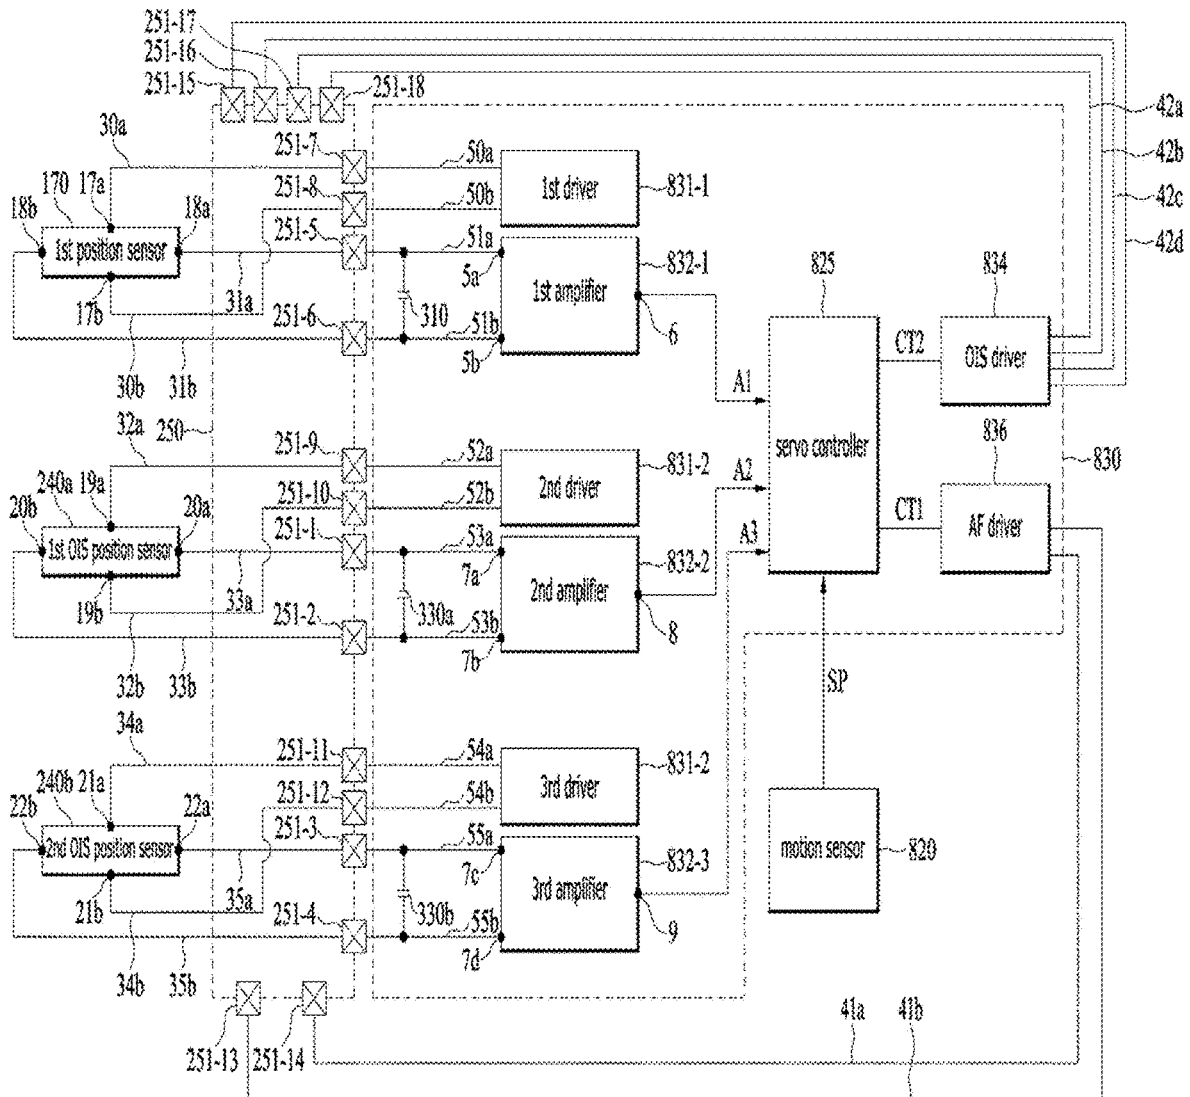 251-17
251-16
251-15
251-18
42a
30a
251-7
50a
42b
170
17a
251-8
50b
1st driver
831-1
42c
18b
18a
251-5
51a
42d
1st position sensor
5a
832-1
825
834
17b
31a
251-6
310
51b
1st amplifier
6
CT2
OIS driver
30b
31b
5b
A1
32a
250
251-9
52a
servo controller
836
830
240a
19a
251-10
52b
2nd driver
831-2
A2
20b
20a
251-1
53a
CT1
AF driver
1st OIS position sensor
7a
832-2
A3
19b
33a
251-2
330a
53b
2nd amplifier
8
32b
33b
7b
SP
34a
251-11
54a
240b
21a
251-12
54b
3rd driver
831-2
22b
22a
251-3
55a
motion sensor
820
2nd OIS position sensor
7c
832-3
21b
35a
251-4
330b
55b
3rd amplifier
9
34b
35b
7d
251-13
251-14
41a
41b